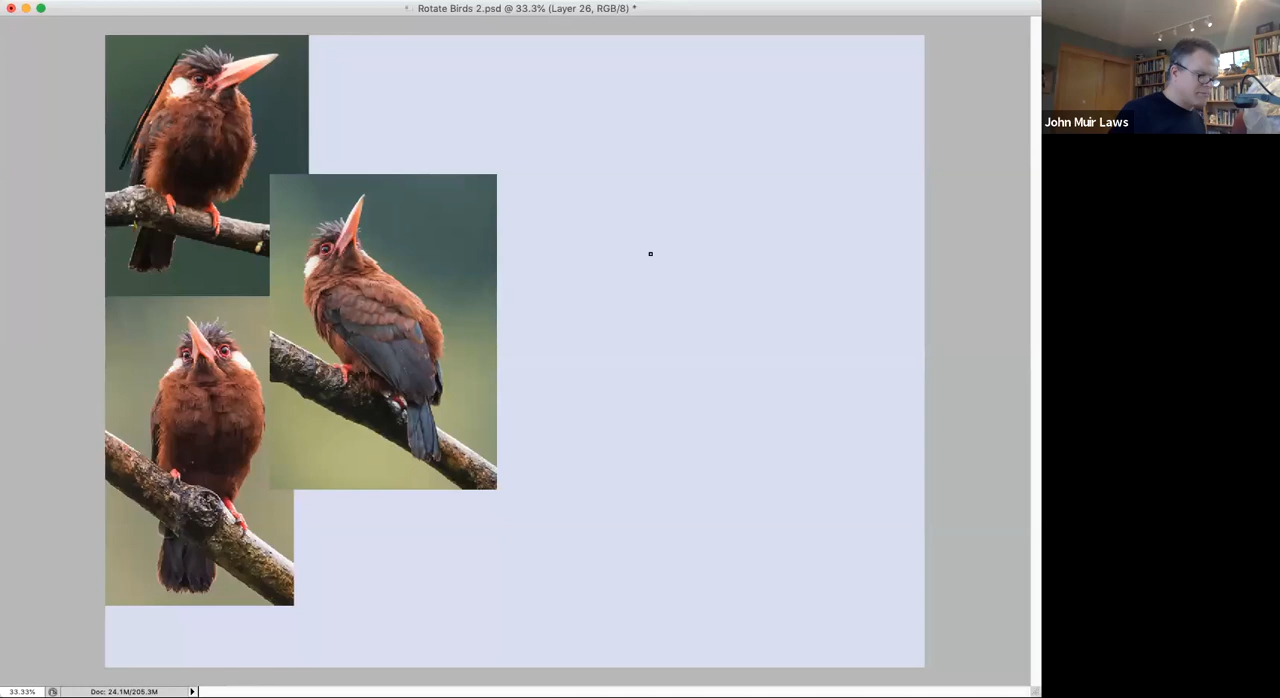 Rotate Birds 2.psd @ 33.3% (Layer 26, RGB/8) *
John Muir Laws
33.33%
Doc: 24.1M/205.3M